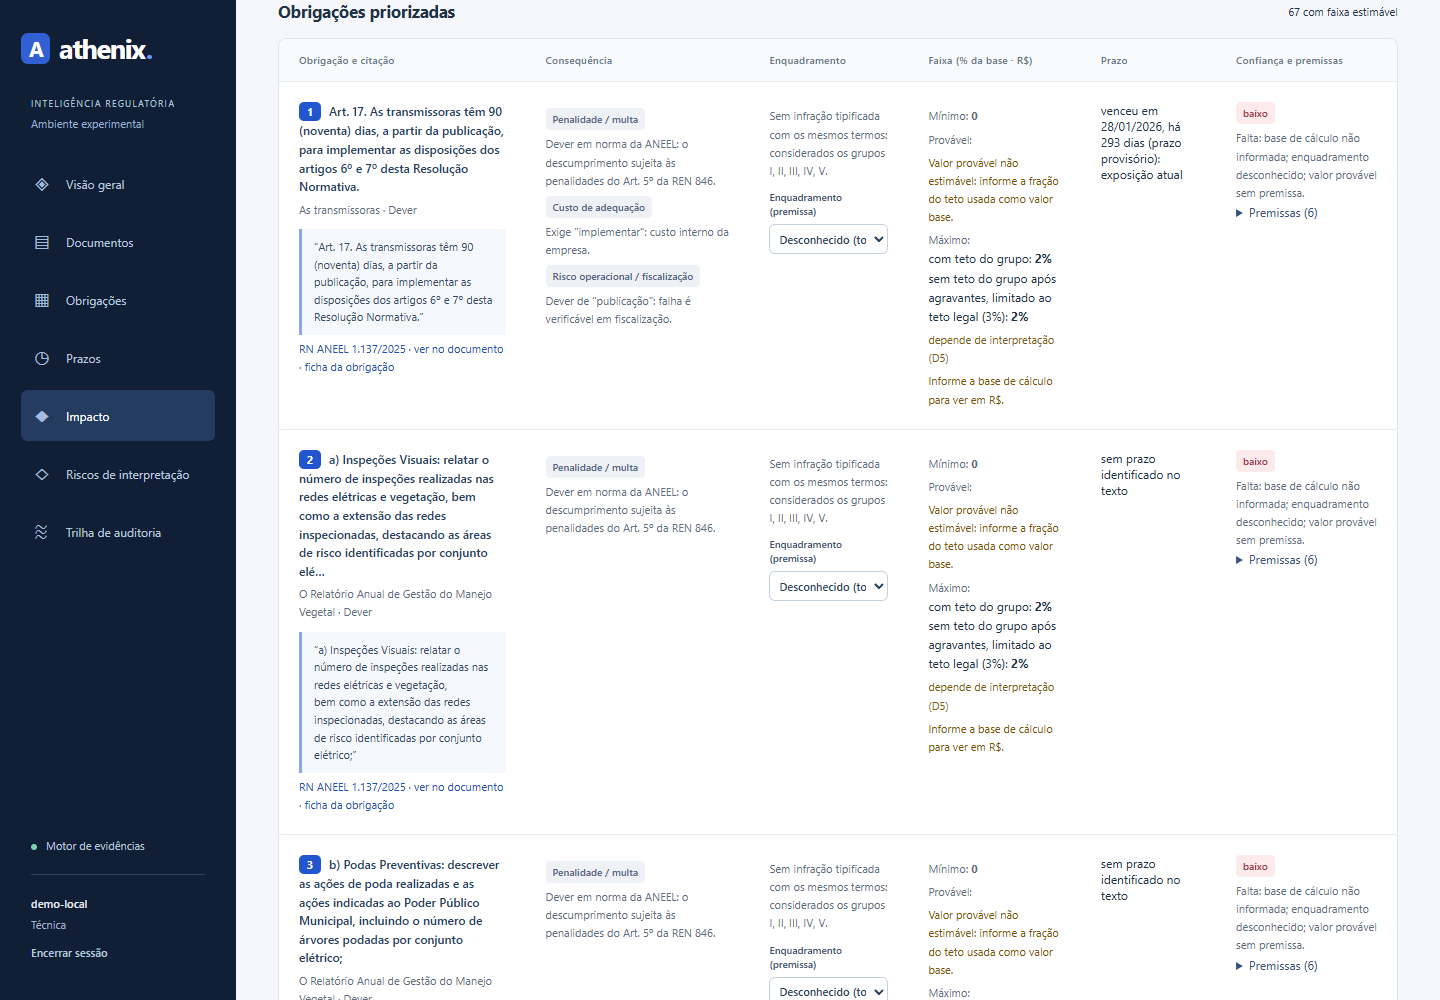 A athenix.
INTELIGÊNCIA REGULATÓRIA
Ambiente experimental
Visão geral
Documentos
Obrigações
Prazos
Impacto
Riscos de interpretação
Trilha de auditoria
Motor de evidências
demo-local
Técnica
Encerrar sessão
Obrigações priorizadas
67 com faixa estimável
Obrigação e citação
Consequência
Enquadramento
Faixa (% da base · R$)
Prazo
Confiança e premissas
1 Art. 17. As transmissoras têm 90
(noventa) dias, a partir da publicação,
para implementar as disposições dos
artigos 6º e 7º desta Resolução
Normativa.
As transmissoras · Dever
“Art. 17. As transmissoras têm 90
(noventa) dias, a partir da
publicação, para implementar as
disposições dos artigos 6º e 7º desta
Resolução Normativa.”
RN ANEEL 1.137/2025 · ver no documento
· ficha da obrigação
Penalidade / multa
Dever em norma da ANEEL: o
descumprimento sujeita às
penalidades do Art. 5º da REN 846.
Custo de adequação
Exige "implementar": custo interno da
empresa.
Risco operacional / fiscalização
Dever de "publicação": falha é
verificável em fiscalização.
Sem infração tipificada
com os mesmos termos:
considerados os grupos
I, II, III, IV, V.
Enquadramento
(premissa)
Desconhecido (to
Mínimo: 0
Provável:
Valor provável não
estimável: informe a fração
do teto usada como valor
base.
Máximo:
com teto do grupo: 2%
sem teto do grupo após
agravantes, limitado ao
teto legal (3%): 2%
depende de interpretação
(D5)
Informe a base de cálculo
para ver em R$.
venceu em
28/01/2026, há
293 dias (prazo
provisório):
exposição atual
baixo
Falta: base de cálculo não
informada; enquadramento
desconhecido; valor provável
sem premissa.
Premissas (6)
2 a) Inspeções Visuais: relatar o
número de inspeções realizadas nas
redes elétricas e vegetação, bem
como a extensão das redes
inspecionadas, destacando as áreas
de risco identificadas por conjunto
elé...
O Relatório Anual de Gestão do Manejo
Vegetal · Dever
“a) Inspeções Visuais: relatar o
número de inspeções realizadas nas
redes elétricas e vegetação,
bem como a extensão das redes
inspecionadas, destacando as áreas
de risco identificadas por conjunto
elétrico;”
RN ANEEL 1.137/2025 · ver no documento
· ficha da obrigação
Penalidade / multa
Dever em norma da ANEEL: o
descumprimento sujeita às
penalidades do Art. 5º da REN 846.
Sem infração tipificada
com os mesmos termos:
considerados os grupos
I, II, III, IV, V.
Enquadramento
(premissa)
Desconhecido (to
Mínimo: 0
Provável:
Valor provável não
estimável: informe a fração
do teto usada como valor
base.
Máximo:
com teto do grupo: 2%
sem teto do grupo após
agravantes, limitado ao
teto legal (3%): 2%
depende de interpretação
(D5)
Informe a base de cálculo
para ver em R$.
sem prazo
identificado no
texto
baixo
Falta: base de cálculo não
informada; enquadramento
desconhecido; valor provável
sem premissa.
Premissas (6)
3 b) Podas Preventivas: descrever
as ações de poda realizadas e as
ações indicadas ao Poder Público
Municipal, incluindo o número de
árvores podadas por conjunto
elétrico;
O Relatório Anual de Gestão do Manejo
Vegetal · Dever
Penalidade / multa
Dever em norma da ANEEL: o
descumprimento sujeita às
penalidades do Art. 5º da REN 846.
Sem infração tipificada
com os mesmos termos:
considerados os grupos
I, II, III, IV, V.
Enquadramento
(premissa)
Desconhecido (to
Mínimo: 0
Provável:
Valor provável não
estimável: informe a fração
do teto usada como valor
base.
Máximo:
sem prazo
identificado no
texto
baixo
Falta: base de cálculo não
informada; enquadramento
desconhecido; valor provável
sem premissa.
Premissas (6)